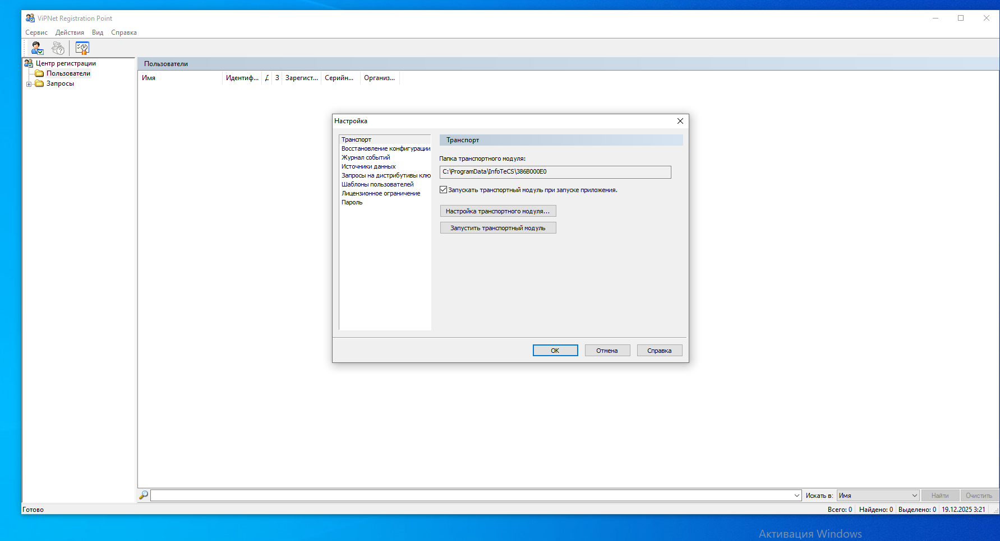 ViPNet Registration Point
Сервис Действия Вид Справка
Центр регистрации
Пользователи
Запросы
Пользователи
Имя Идентиф... Д З Зарегист... Серийн... Организ...
Настройка
Транспорт
Восстановление конфигурации
Журнал событий
Источники данных
Запросы на дистрибутивы клю
Шаблоны пользователей
Лицензионное ограничение
Пароль
Транспорт
Папка транспортного модуля:
C:\ProgramData\InfoTeCS\386B000E0
Запускать транспортный модуль при запуске приложения.
Настройка транспортного модуля...
Запустить транспортный модуль
OK Отмена Справка
Искать в: Имя Найти Очистить
Готово Всего: 0 Найдено: 0 Выделено: 0 19.12.2025 3:21
Активация Windows